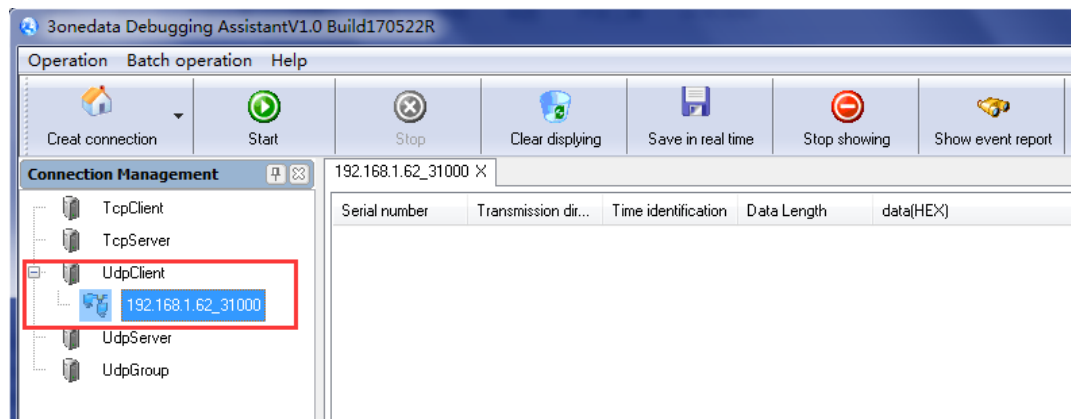 3onedata Debugging AssistantV1.0 Build170522R
Operation Batch operation Help
Creat connection Start Stop Clear displying Save in real time Stop showing Show event report
Connection Management
192.168.1.62_31000 X
Serial number Transmission dir... Time identification Data Length data(HEX)
TcpClient
TcpServer
UdpClient
192.168.1.62_31000
UdpServer
UdpGroup